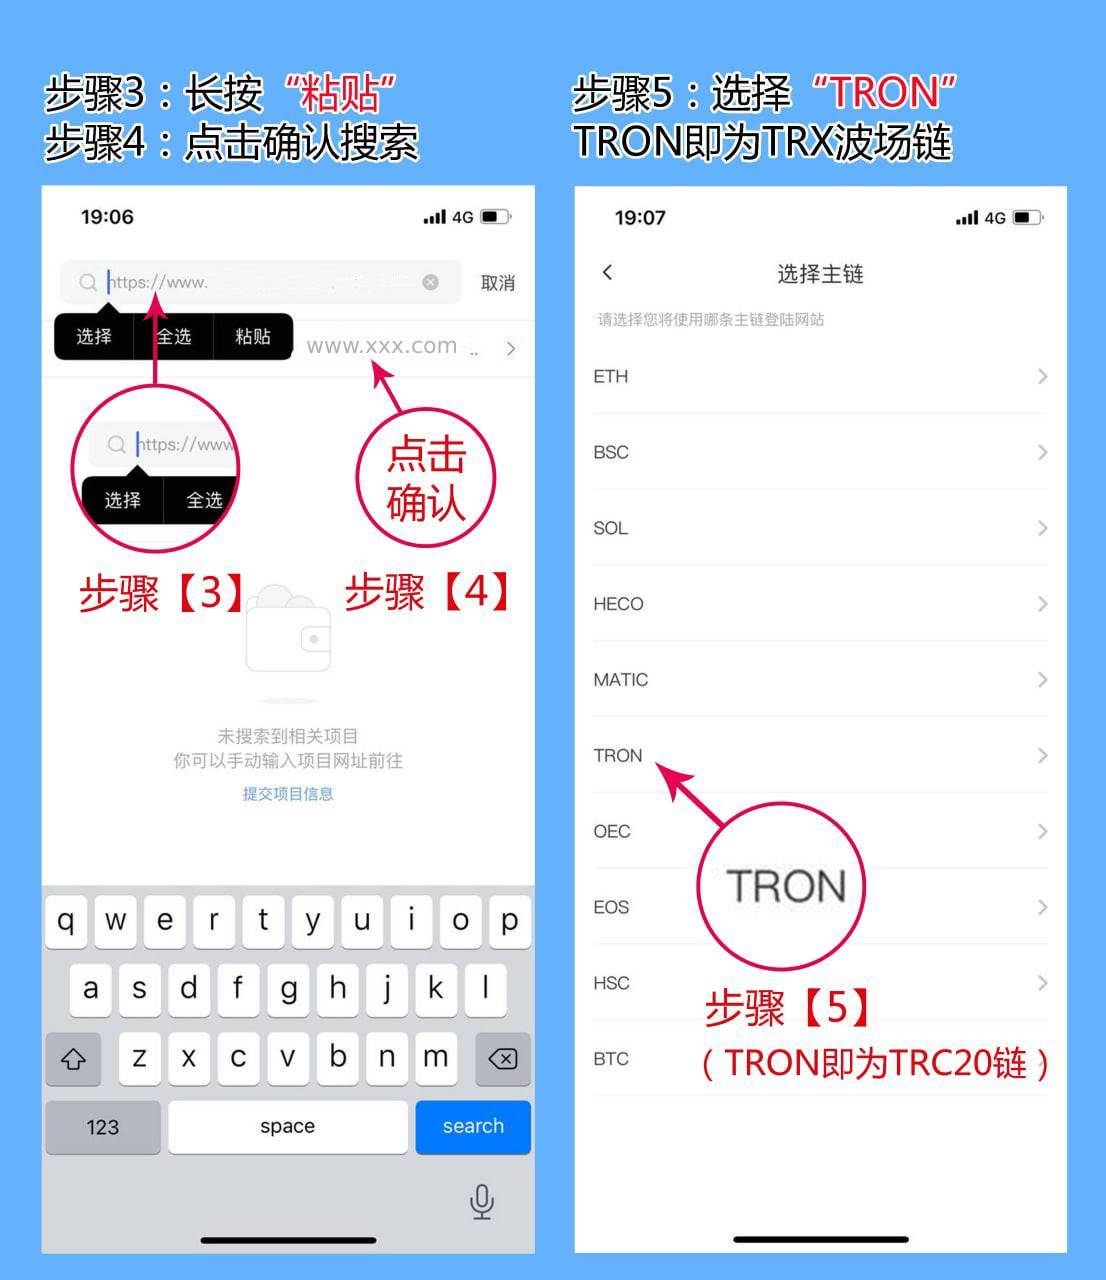 步骤3：长按“粘贴”
步骤4：点击确认搜索
19:06
4G
https://www.
取消
选择
全选
粘贴
www.xxx.com ..
https://www
选择
全选
点击
确认
步骤【3】
步骤【4】
未搜索到相关项目
你可以手动输入项目网址前往
提交项目信息
q w e r t y u i o p
a s d f g h j k l
z x c v b n m
123
space
search
步骤5：选择“TRON”
TRON即为TRX波场链
19:07
4G
选择主链
请选择您将使用哪条主链登陆网站
ETH
BSC
SOL
HECO
MATIC
TRON
OEC
TRON
EOS
HSC
步骤【5】
BTC
（TRON即为TRC20链）